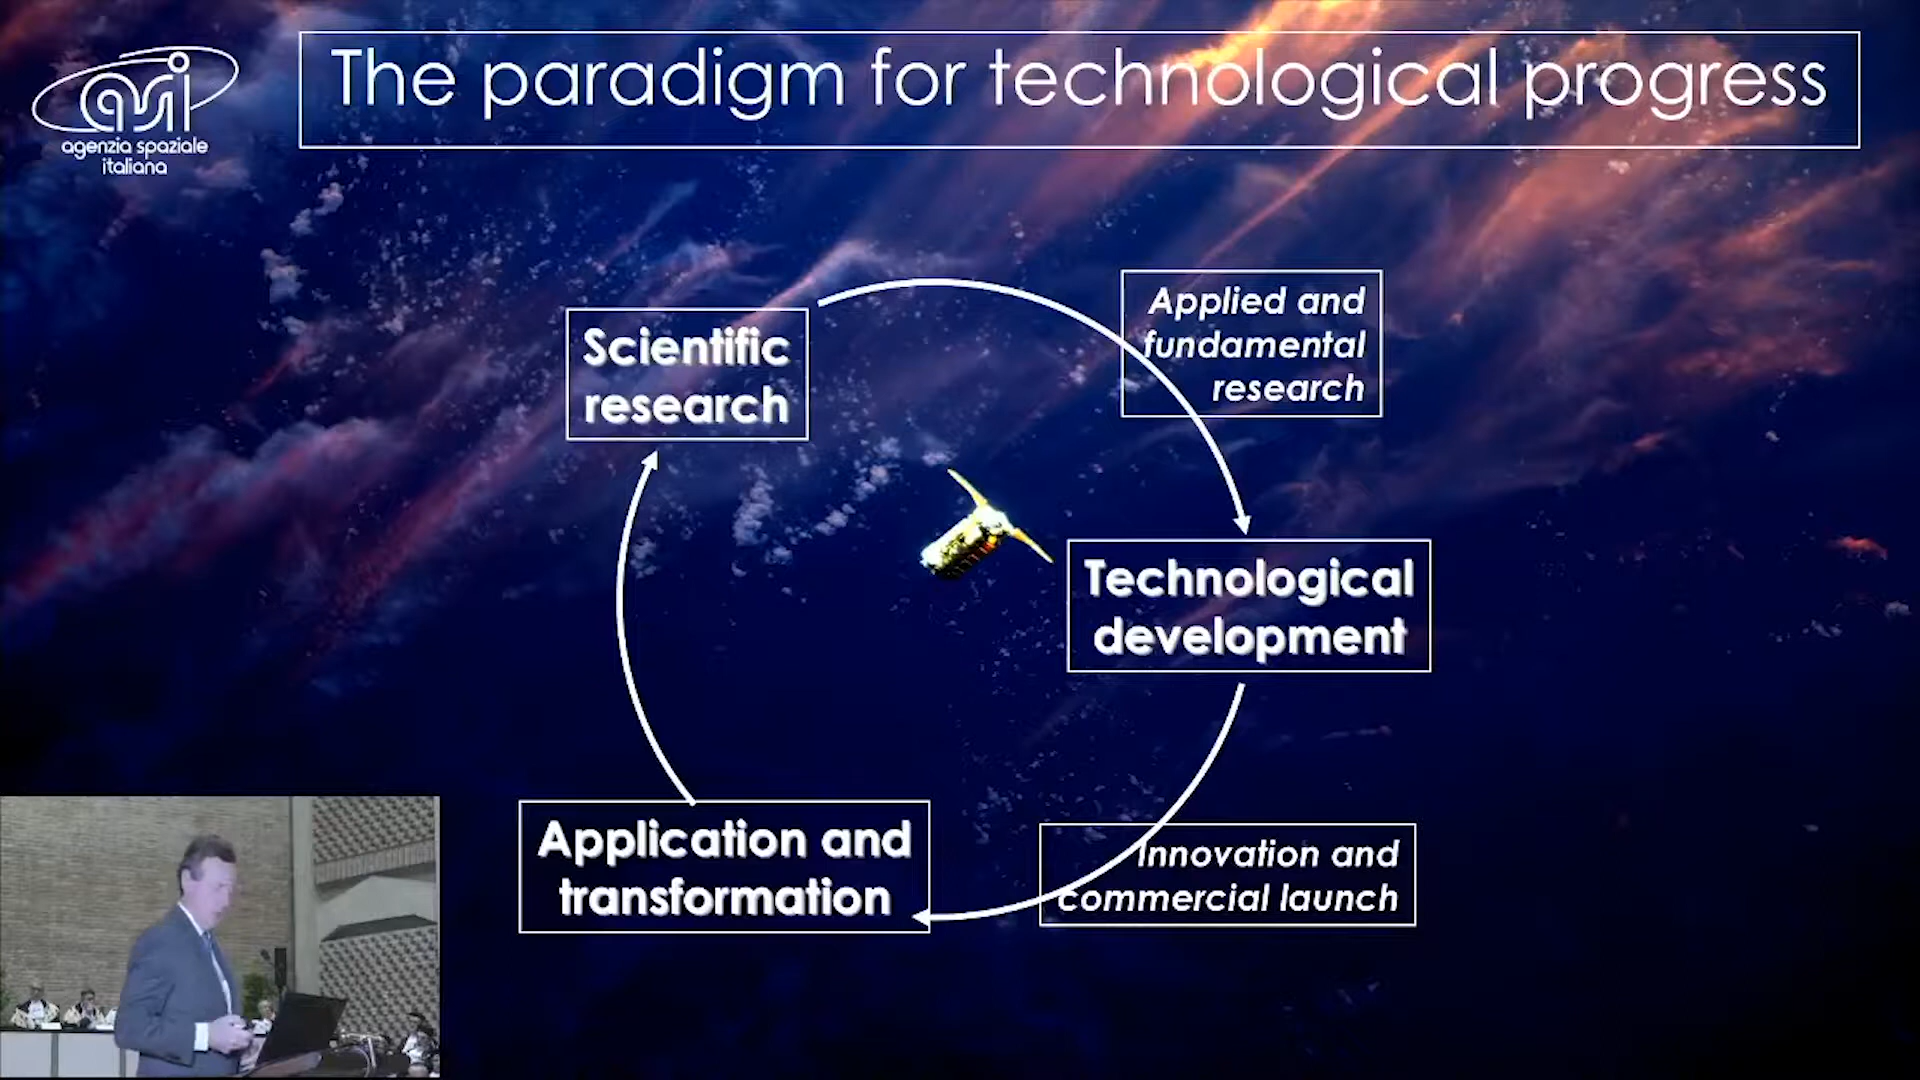 asi
agenzia spaziale
italiana
The paradigm for technological progress
Scientific
research
Applied and
fundamental
research
Technological
development
Application and
transformation
Innovation and
commercial launch